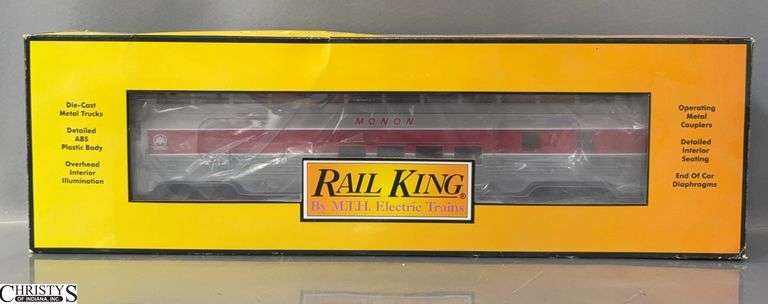 Die-Cast
Metal Trucks
Detailed
ABS
Plastic Body
Overhead
Interior
Illumination
MONON
RAIL KING®
By M.T.H. Electric Trains
Operating
Metal
Couplers
Detailed
Interior
Seating
End Of Car
Diaphragms
CHRISTYS
OF INDIANA, INC.